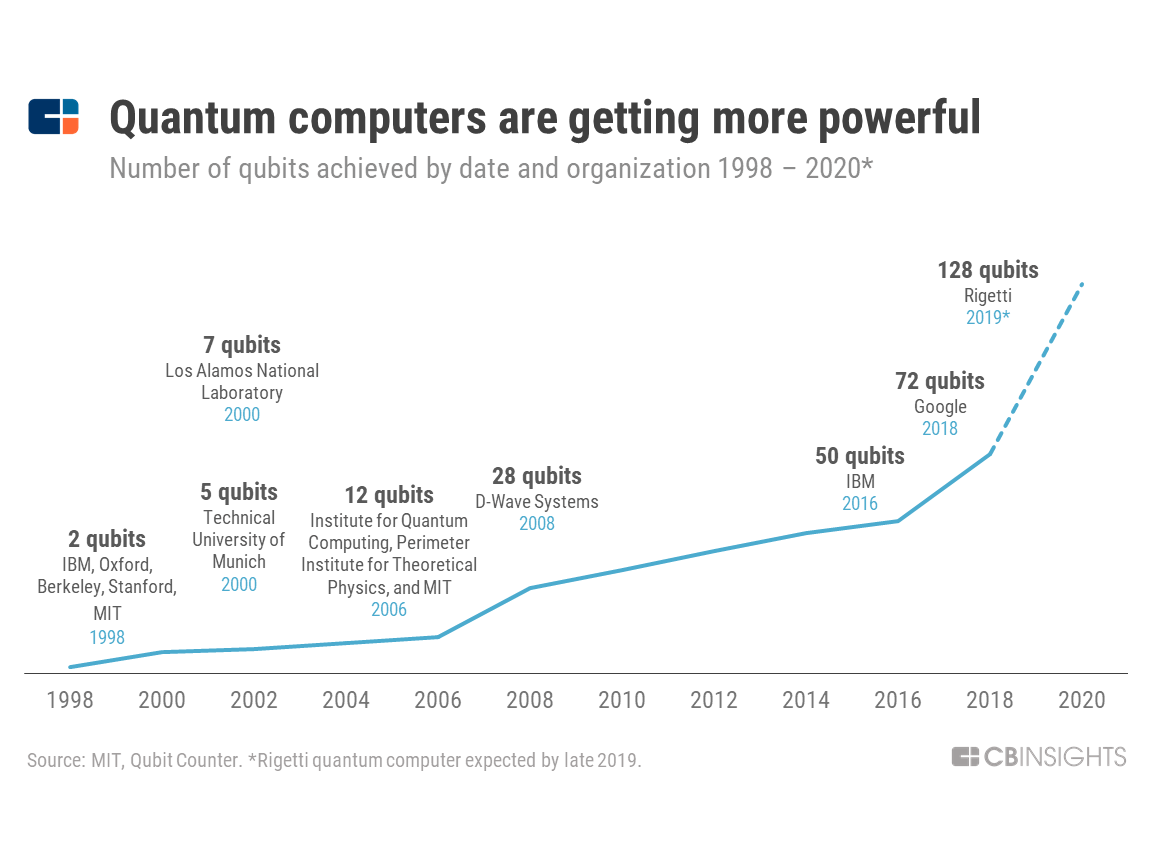 Quantum computers are getting more powerful
Number of qubits achieved by date and organization 1998 – 2020*
2 qubits
IBM, Oxford,
Berkeley, Stanford,
MIT
1998
7 qubits
Los Alamos National
Laboratory
2000
5 qubits
Technical
University of
Munich
2000
12 qubits
Institute for Quantum
Computing, Perimeter
Institute for Theoretical
Physics, and MIT
2006
28 qubits
D-Wave Systems
2008
50 qubits
IBM
2016
72 qubits
Google
2018
128 qubits
Rigetti
2019*
1998 2000 2002 2004 2006 2008 2010 2012 2014 2016 2018 2020
Source: MIT, Qubit Counter. *Rigetti quantum computer expected by late 2019.
CBINSIGHTS